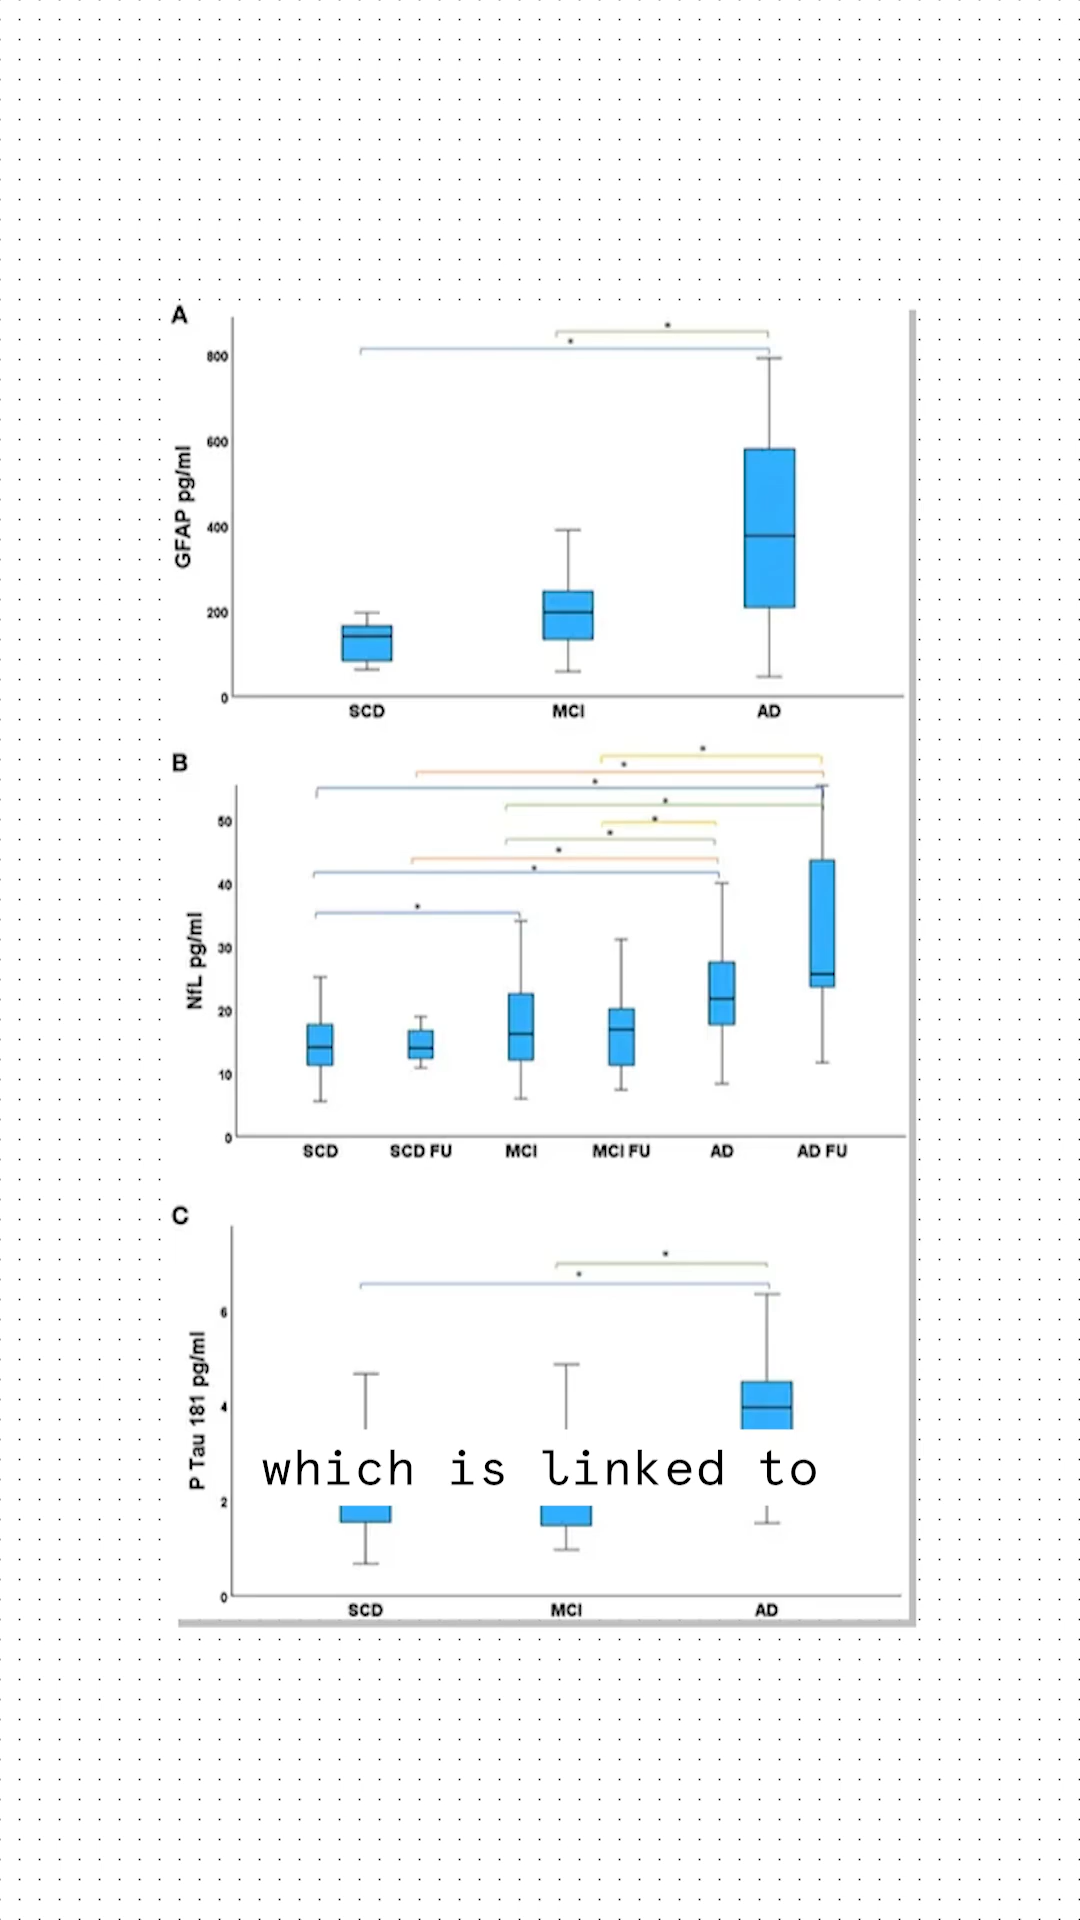 A
*
*
800
600
400
200
0
GFAP pg/ml
SCD MCI AD
B
*
*
*
*
*
*
*
*
*
50
40
30
20
10
0
NfL pg/ml
SCD SCD FU MCI MCI FU AD AD FU
C
*
*
6
4
2
0
P Tau 181 pg/ml
which is linked to
SCD MCI AD